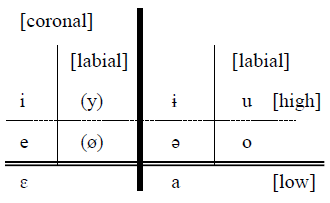 [coronal]
[labial] [labial]
i (y) ɨ u [high]
e (ø) ə o
ε a [low]